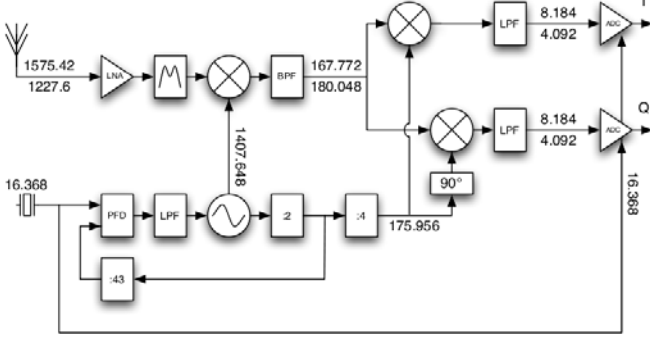 I
8.184
LPF
ADC
4.092
1575.42
LNA
1227.6
167.772
BPF
180.048
Q
8.184
LPF
ADC
4.092
1407.648
16.368
90°
16.368
PFD
LPF
:2
:4
175.956
:43